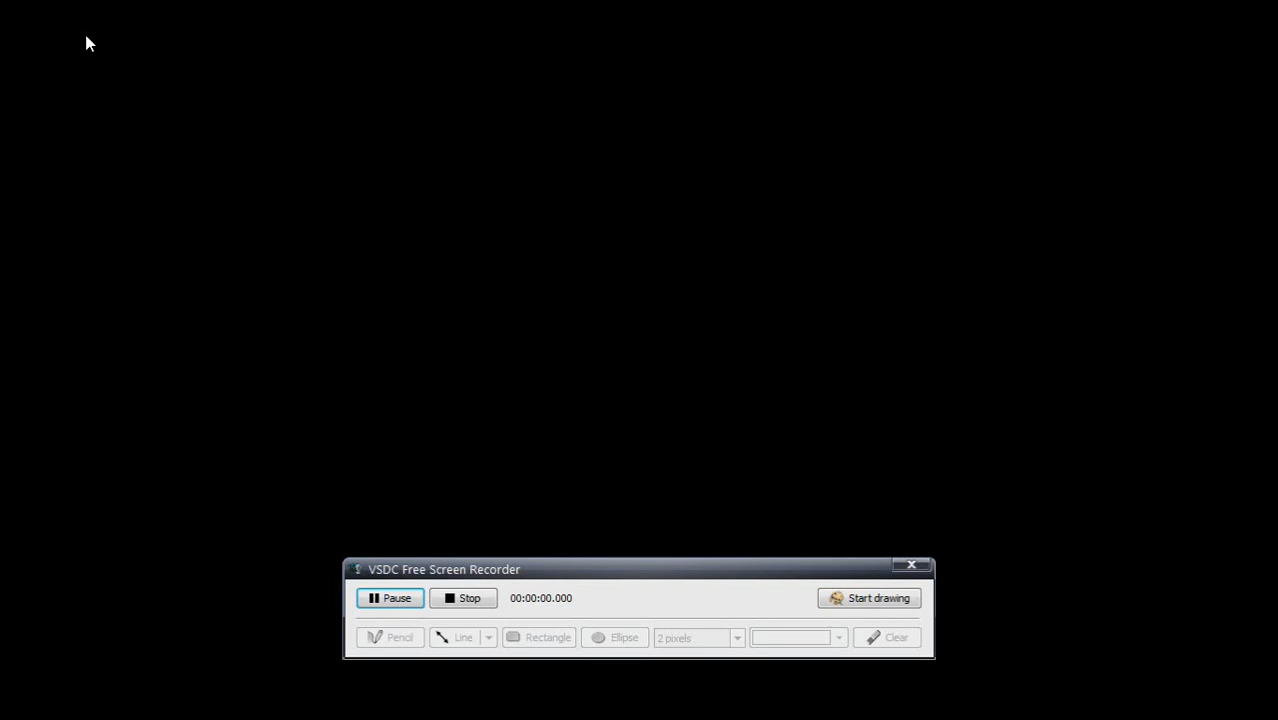 VSDC Free Screen Recorder
Pause Stop 00:00:00.000 Start drawing
Pencil Line Rectangle Ellipse 2 pixels Clear